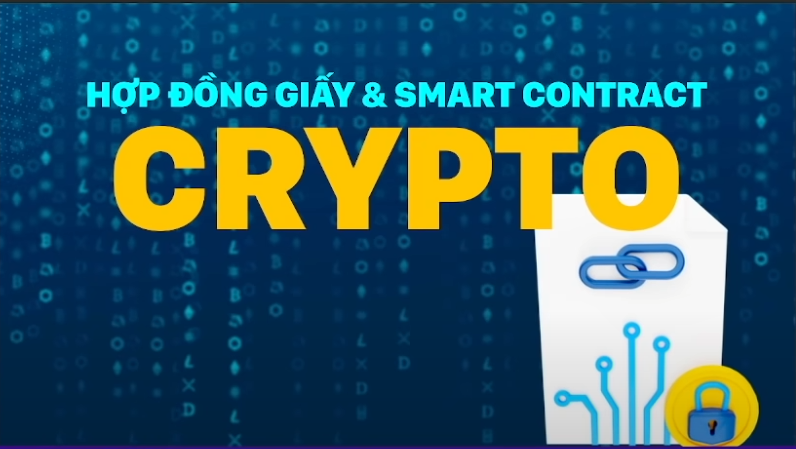 HỢP ĐỒNG GIẤY & SMART CONTRACT
CRYPTO